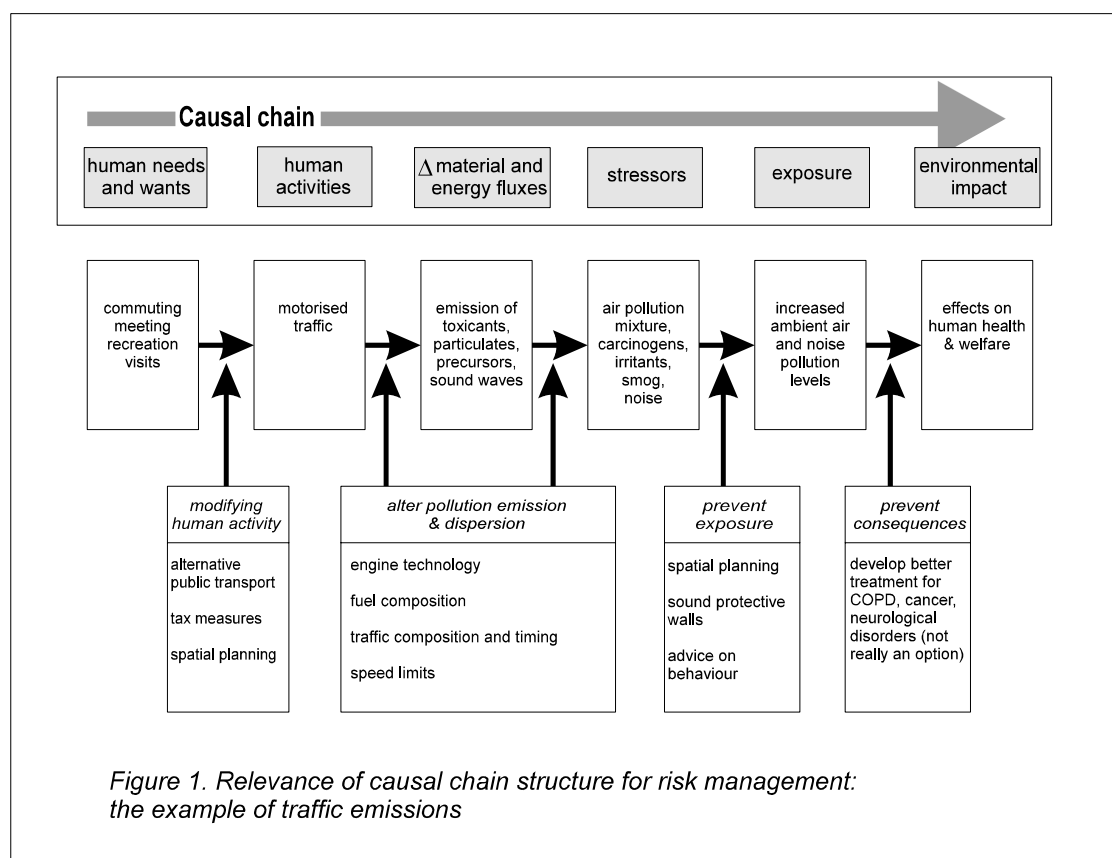 Causal chain
human needs
and wants
human
activities
Δ material and
energy fluxes
stressors
exposure
environmental
impact
commuting
meeting
recreation
visits
motorised
traffic
emission of
toxicants,
particulates,
precursors,
sound waves
air pollution
mixture,
carcinogens,
irritants,
smog,
noise
increased
ambient air
and noise
pollution
levels
effects on
human health
& welfare
modifying
human activity
alternative
public transport
tax measures
spatial planning
alter pollution emission
& dispersion
engine technology
fuel composition
traffic composition and timing
speed limits
prevent
exposure
spatial planning
sound protective
walls
advice on
behaviour
prevent
consequences
develop better
treatment for
COPD, cancer,
neurological
disorders (not
really an option)
Figure 1. Relevance of causal chain structure for risk management:
the example of traffic emissions